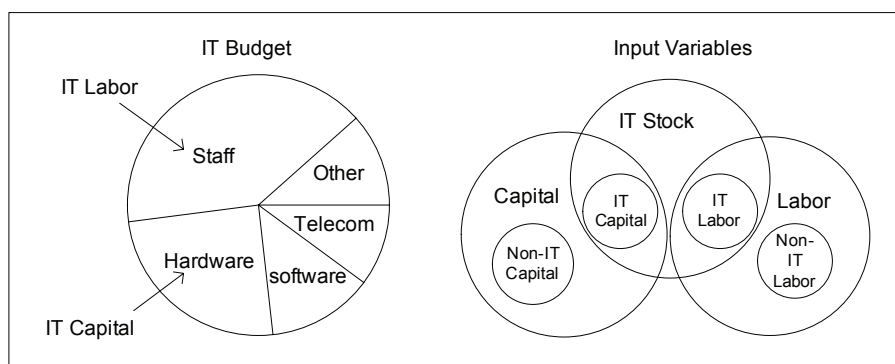 IT Budget
IT Labor
Staff
Other
Telecom
Hardware
software
IT Capital
Input Variables
IT Stock
Capital
IT
Capital
IT
Labor
Labor
Non-IT
Capital
Non-
IT
Labor